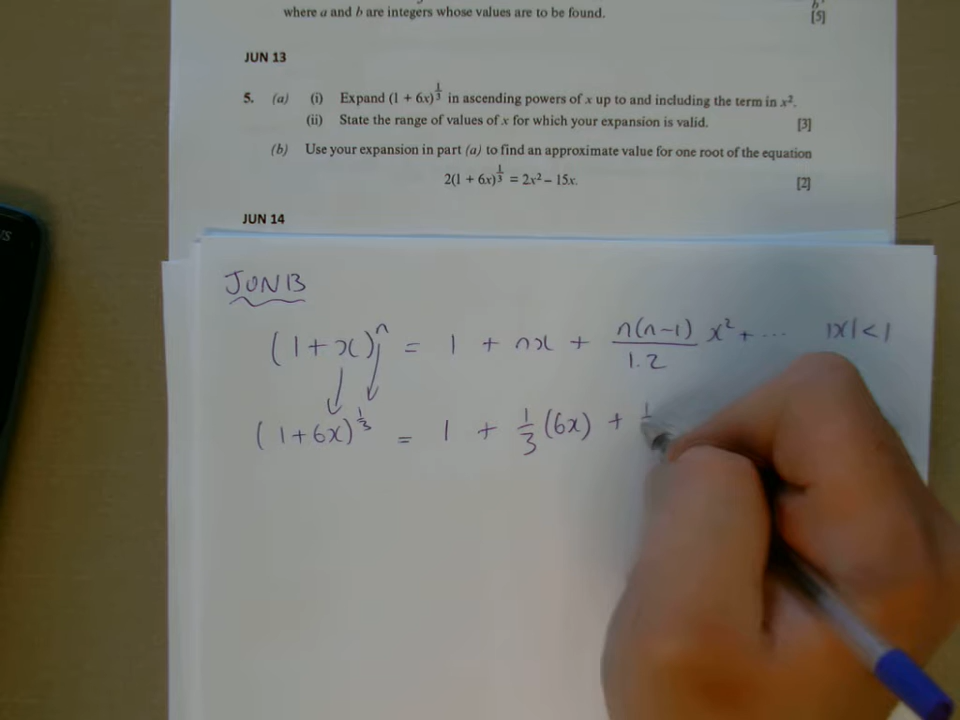 where a and b are integers whose values are to be found.
[5]
JUN 13
5. (a) (i) Expand (1 + 6x)^{1/3} in ascending powers of x up to and including the term in x².
(ii) State the range of values of x for which your expansion is valid. [3]
(b) Use your expansion in part (a) to find an approximate value for one root of the equation
2(1 + 6x)^{1/3} = 2x² − 15x. [2]
JUN 14
JUN 13
(1+x)^n = 1 + nx + n(n-1)/1.2 x² + ... |x|<1
(1+6x)^{1/3} = 1 + 1/3 (6x) + 1